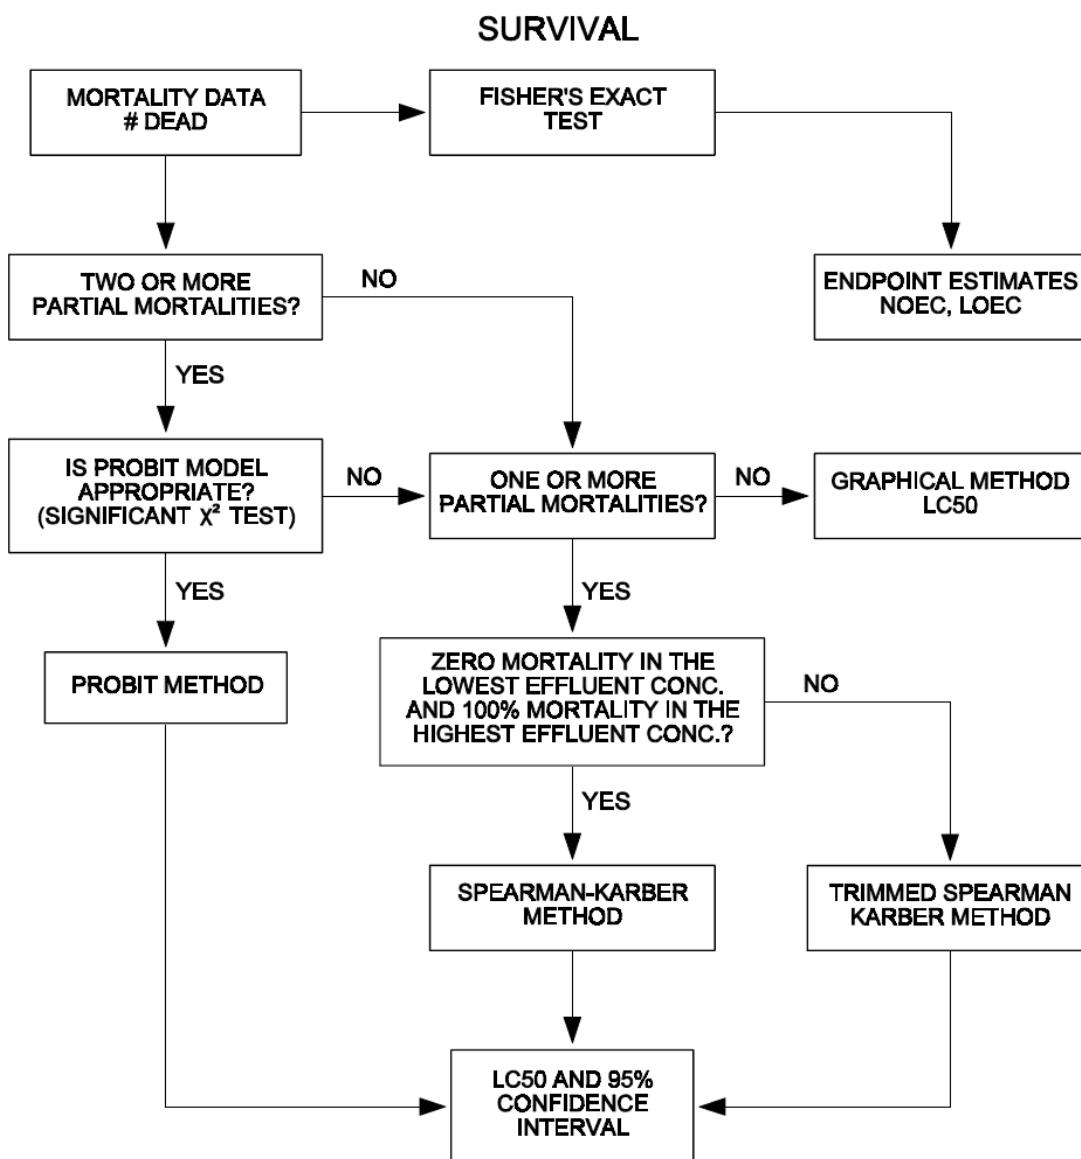 SURVIVAL
MORTALITY DATA
# DEAD
FISHER'S EXACT
TEST
TWO OR MORE
PARTIAL MORTALITIES?
NO
ENDPOINT ESTIMATES
NOEC, LOEC
YES
IS PROBIT MODEL
APPROPRIATE?
(SIGNIFICANT χ² TEST)
NO
ONE OR MORE
PARTIAL MORTALITIES?
NO
GRAPHICAL METHOD
LC50
YES
YES
PROBIT METHOD
ZERO MORTALITY IN THE
LOWEST EFFLUENT CONC.
AND 100% MORTALITY IN THE
HIGHEST EFFLUENT CONC.?
NO
YES
SPEARMAN-KARBER
METHOD
TRIMMED SPEARMAN
KARBER METHOD
LC50 AND 95%
CONFIDENCE
INTERVAL